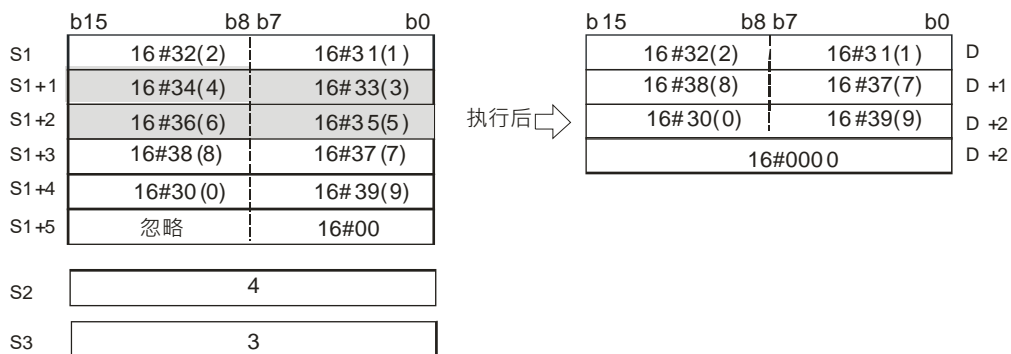 b15 b8 b7 b0 b15 b8 b7 b0
S1 16#32(2) 16#31(1) 16#32(2) 16#31(1) D
S1+1 16#34(4) 16#33(3) 16#38(8) 16#37(7) D +1
S1+2 16#36(6) 16#35(5) 执行后 16#30(0) 16#39(9) D +2
S1+3 16#38(8) 16#37(7) 16#0000 D +2
S1+4 16#30(0) 16#39(9)
S1+5 忽略 16#00
S2 4
S3 3